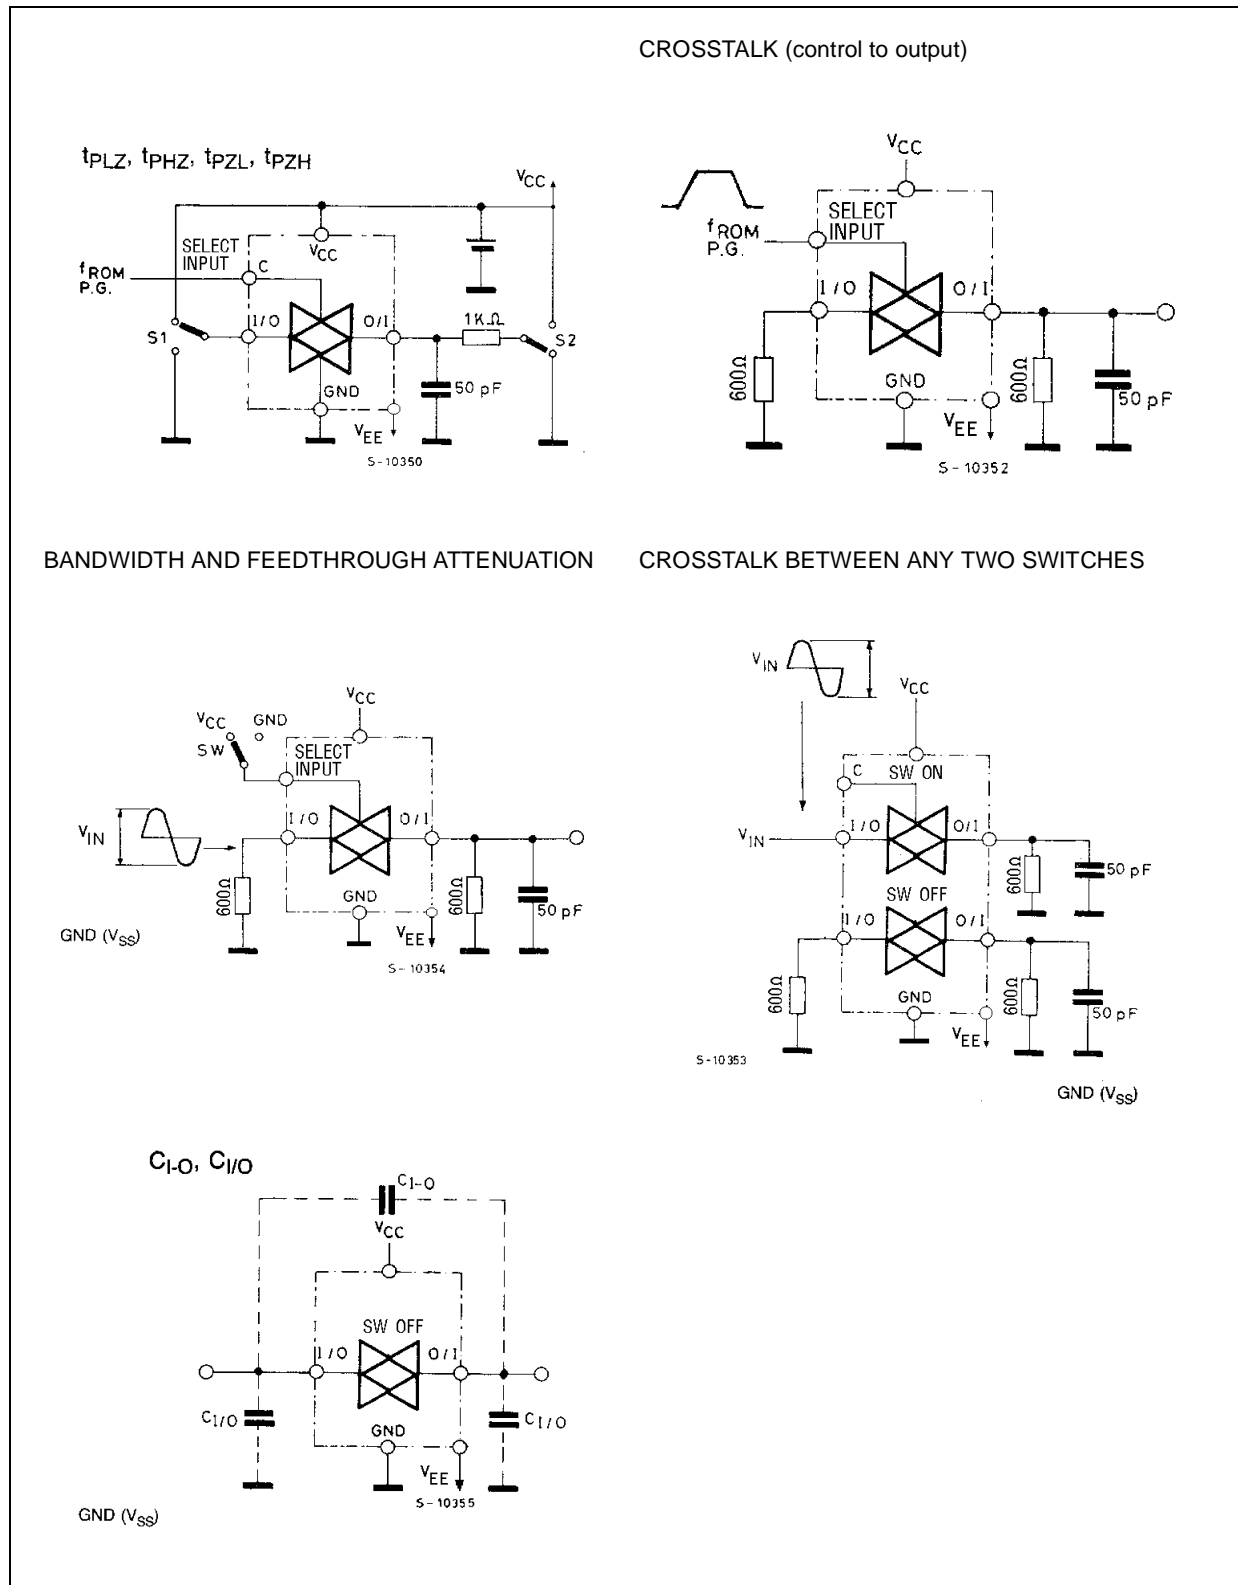 CROSSTALK (control to output)
tPLZ, tPHZ, tPZL, tPZH
VCC
SELECT
INPUT
VCC
fROM
P.G.
C
I/O
O/I
1KΩ
S1
S2
GND
50 pF
VEE
S-10350
VCC
SELECT
INPUT
fROM
P.G.
I/O
O/I
600Ω
GND
600Ω
50 pF
VEE
S-10352
BANDWIDTH AND FEEDTHROUGH ATTENUATION
CROSSTALK BETWEEN ANY TWO SWITCHES
VCC
VCC
GND
SW
SELECT
INPUT
VIN
I/O
O/I
600Ω
GND
600Ω
50 pF
VEE
GND (VSS)
S-10354
VIN
VCC
C
SW ON
VIN
I/O
O/I
600Ω
50 pF
SW OFF
I/O
O/I
600Ω
GND
600Ω
50 pF
VEE
S-10353
GND (VSS)
CI-O, CI/O
CI-O
VCC
SW OFF
I/O
O/I
CI/O
GND
CI/O
VEE
S-10355
GND (VSS)